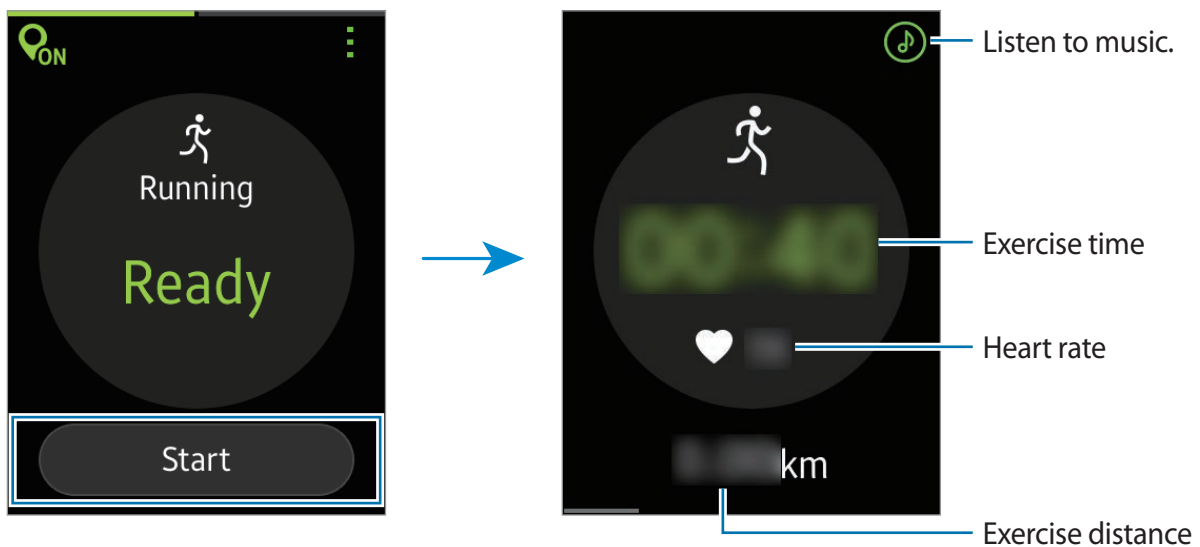 ON
Running
Ready
Start
Listen to music.
Exercise time
Heart rate
km
Exercise distance